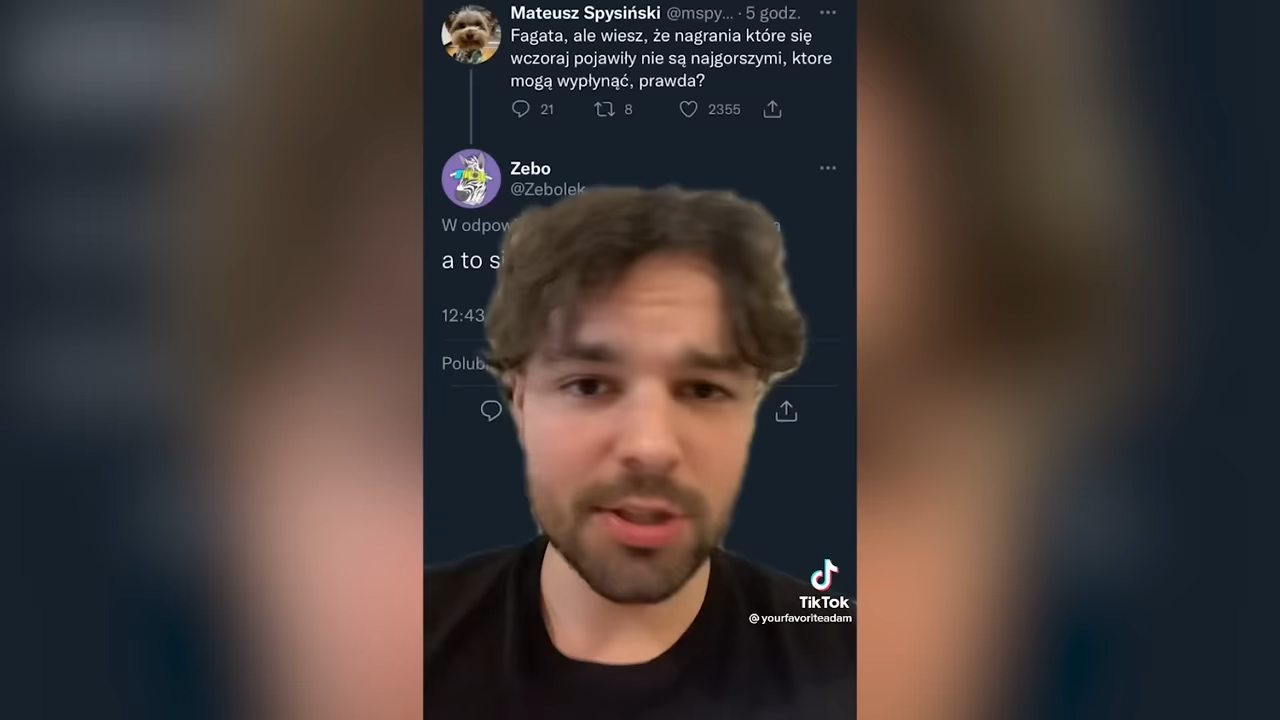 Mateusz Spysiński @mspy... · 5 godz.
Fagata, ale wiesz, że nagrania które się
wczoraj pojawiły nie są najgorszymi, ktore
mogą wypłynąć, prawda?
21 8 2355
Zebo
@Zebolek
W odpow
a to si
12:43
Polub
TikTok
@yourfavoriteadam